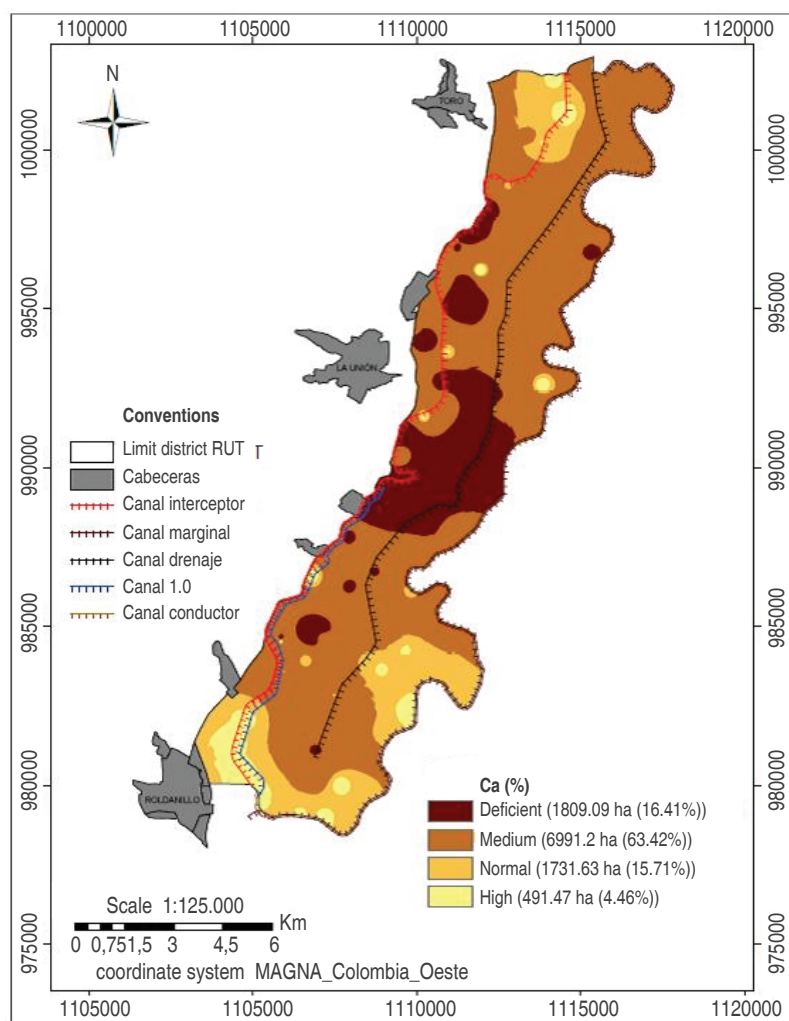 1100000 1105000 1110000 1115000 1120000
N
TORO
1000000
1000000
995000
995000
LA UNIÓN
Conventions
Limit district RUT
Cabeceras
Canal interceptor
Canal marginal
Canal drenaje
Canal 1.0
Canal conductor
990000
990000
985000
985000
980000
980000
ROLDANILLO
Ca (%)
Deficient (1809.09 ha (16.41%))
Medium (6991.2 ha (63.42%))
Normal (1731.63 ha (15.71%))
High (491.47 ha (4.46%))
Scale 1:125.000
Km
0 0,751,5 3 4,5 6
coordinate system MAGNA_Colombia_Oeste
975000
975000
1105000 1105000 1110000 1115000 1120000